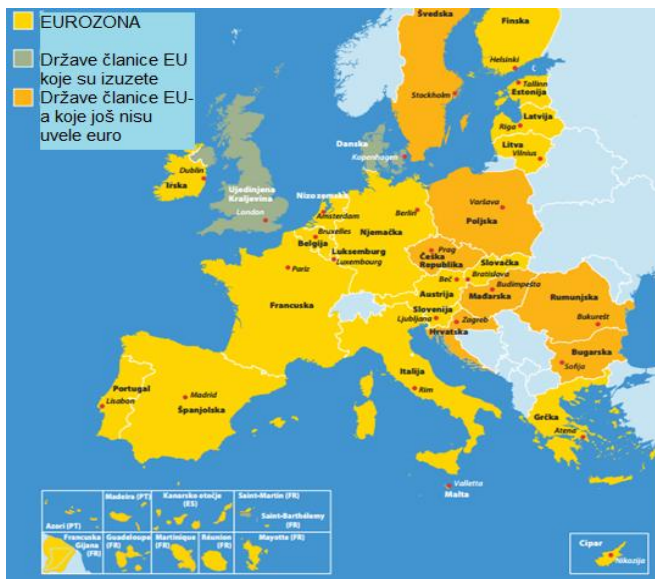 EUROZONA
Države članice EU
koje su izuzete
Države članice EU-
a koje još nisu
uvele euro
Švedska
Finska
Helsinki
Stockholm
Tallinn
Estonija
Latvija
Riga
Litva
Vilnius
Danska
Kopenhagen
Dublin
Irska
Ujedinjena
Kraljevina
London
Nizozemska
Amsterdam
Berlin
Varšava
Poljska
Bruxelles
Belgija
Njemačka
Luksemburg
Luxembourg
Prag
Češka
Republika
Slovačka
Pariz
Beč
Bratislava
Budimpešta
Austrija
Mađarska
Rumunjska
Francuska
Slovenija
Ljubljana
Zagreb
Hrvatska
Bukurešt
Bugarska
Sofija
Italija
Rim
Portugal
Madrid
Lisabon
Španjolska
Grčka
Atena
Valletta
Malta
Azori (PT)
Madeira (PT)
Kanarsko otočje
(ES)
Saint-Martin (FR)
Saint-Barthélemy
(FR)
Francuska
Gijana
(FR)
Guadeloupe
(FR)
Martinique
(FR)
Réunion
(FR)
Mayotte (FR)
Cipar
Nikozija